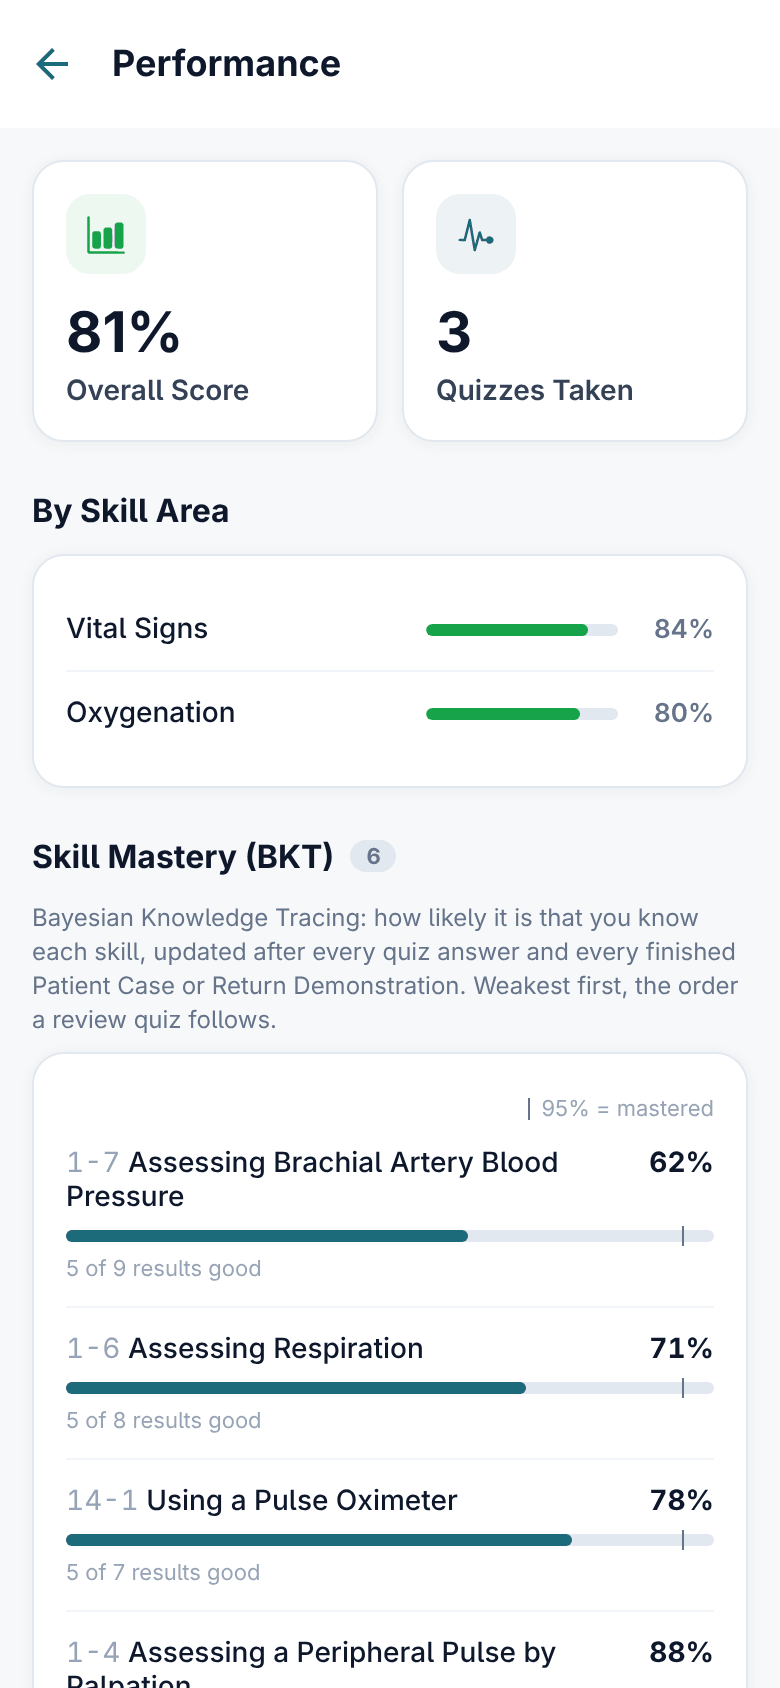 Performance
81%
Overall Score
3
Quizzes Taken
By Skill Area
Vital Signs
84%
Oxygenation
80%
Skill Mastery (BKT)
6
Bayesian Knowledge Tracing: how likely it is that you know
each skill, updated after every quiz answer and every finished
Patient Case or Return Demonstration. Weakest first, the order
a review quiz follows.
95% = mastered
1-7 Assessing Brachial Artery Blood
Pressure
62%
5 of 9 results good
1-6 Assessing Respiration
71%
5 of 8 results good
14-1 Using a Pulse Oximeter
78%
5 of 7 results good
1-4 Assessing a Peripheral Pulse by
Palpation
88%